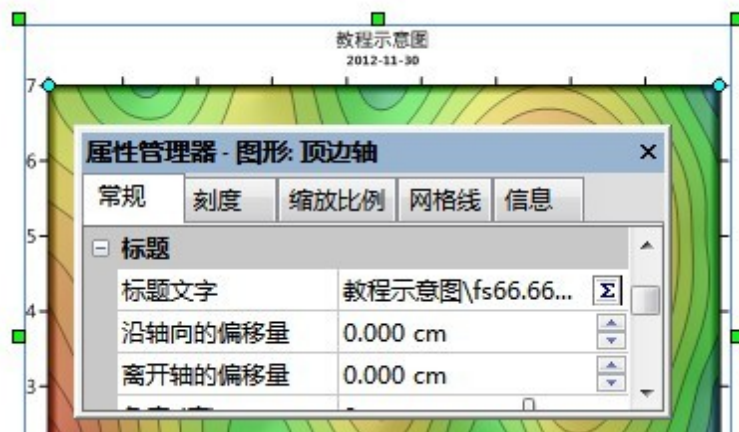 教程示意图
2012-11-30
7
6
5
4
3
属性管理器 - 图形: 顶边轴
常规 刻度 缩放比例 网格线 信息
标题
标题文字 教程示意图\fs66.66... Σ
沿轴向的偏移量 0.000 cm
离开轴的偏移量 0.000 cm